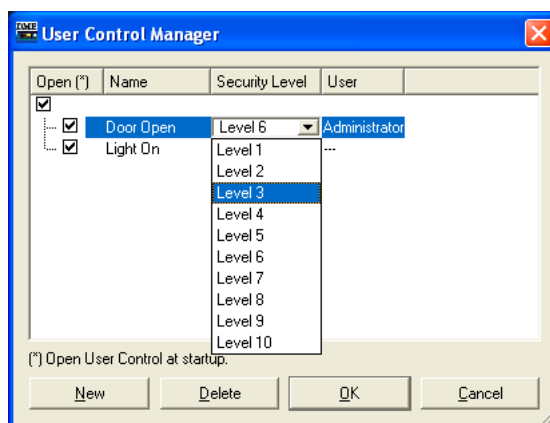 DME User Control Manager
Open (*) Name Security Level User
Door Open Level 6 Administrator
Light On Level 1 ---
Level 2
Level 3
Level 4
Level 5
Level 6
Level 7
Level 8
Level 9
Level 10
(*) Open User Control at startup.
New Delete OK Cancel